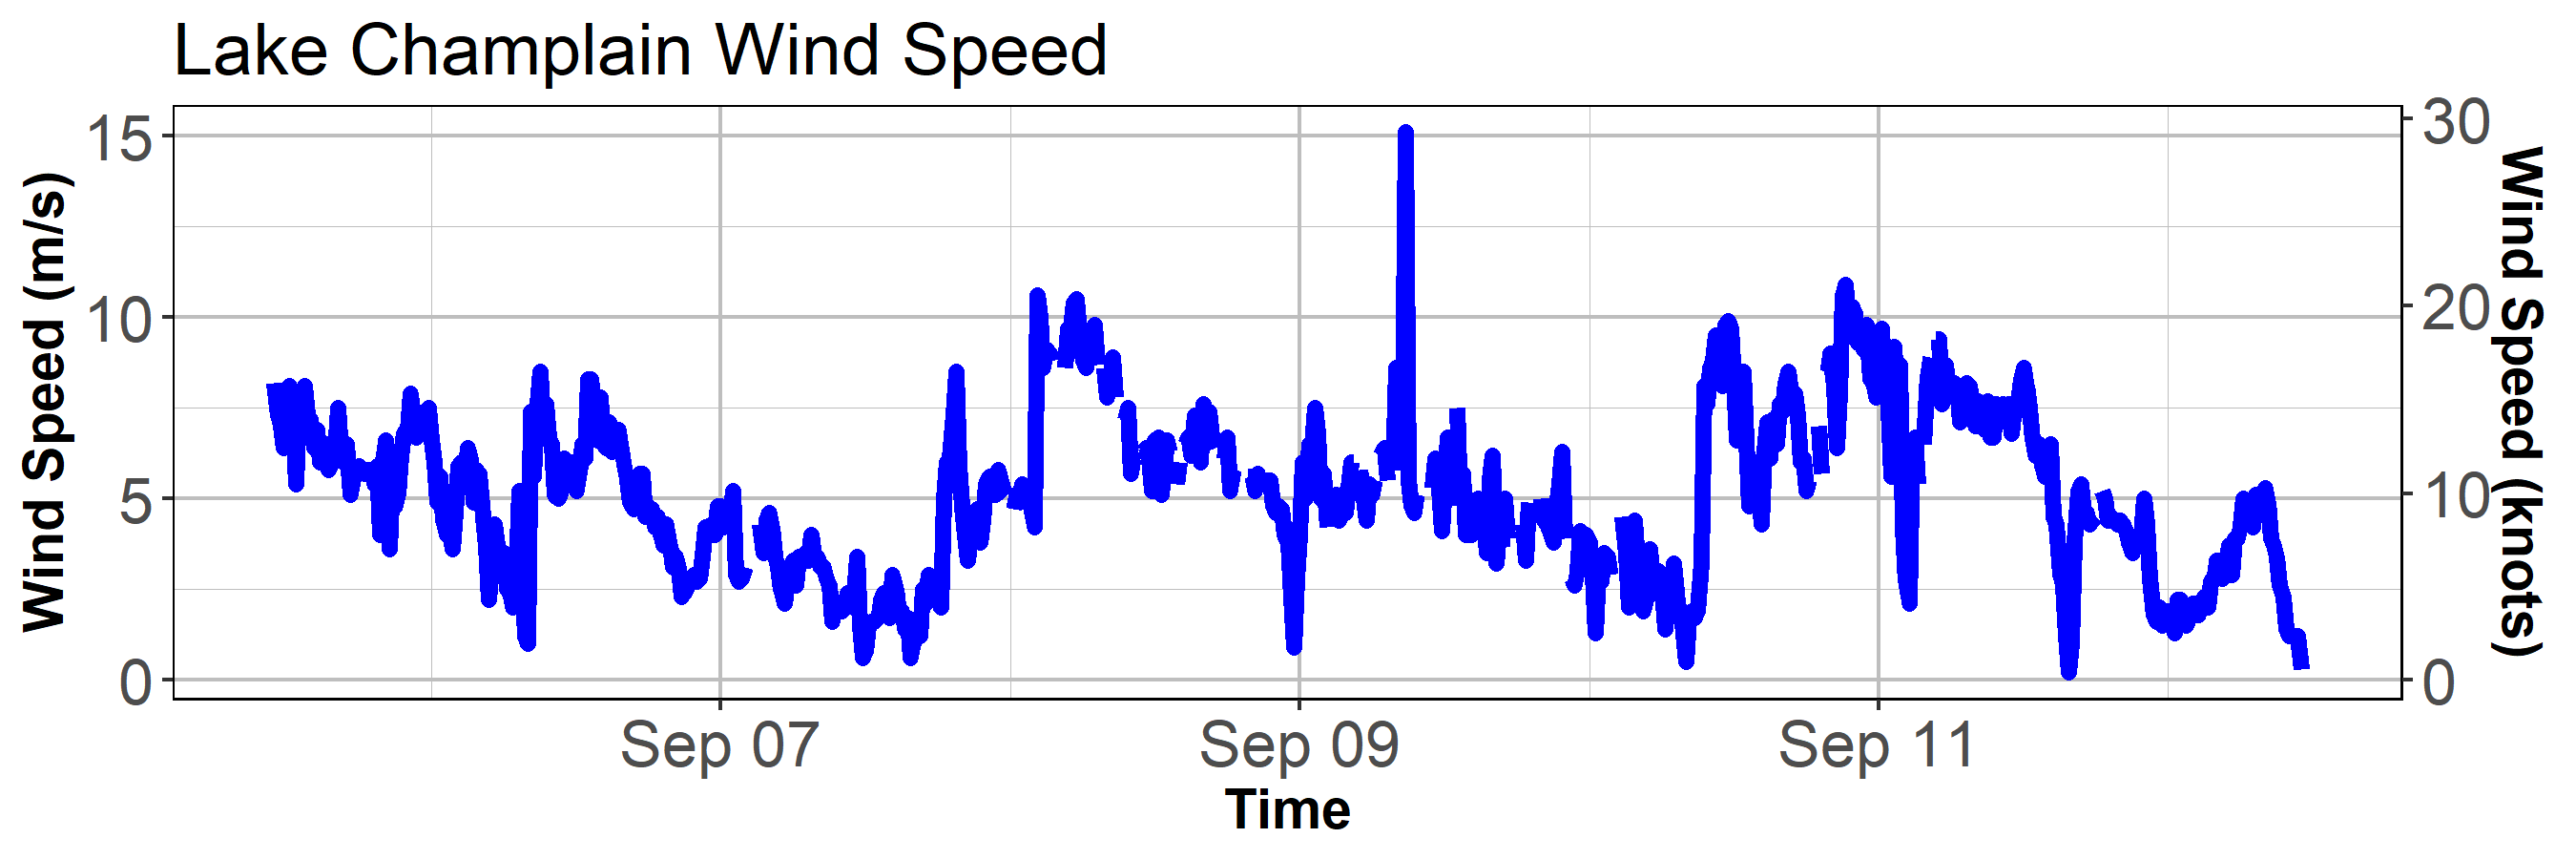 Lake Champlain Wind Speed
Wind Speed (m/s)
15
10
5
0
30
20
10
0
Wind Speed (knots)
Sep 07
Sep 09
Sep 11
Time